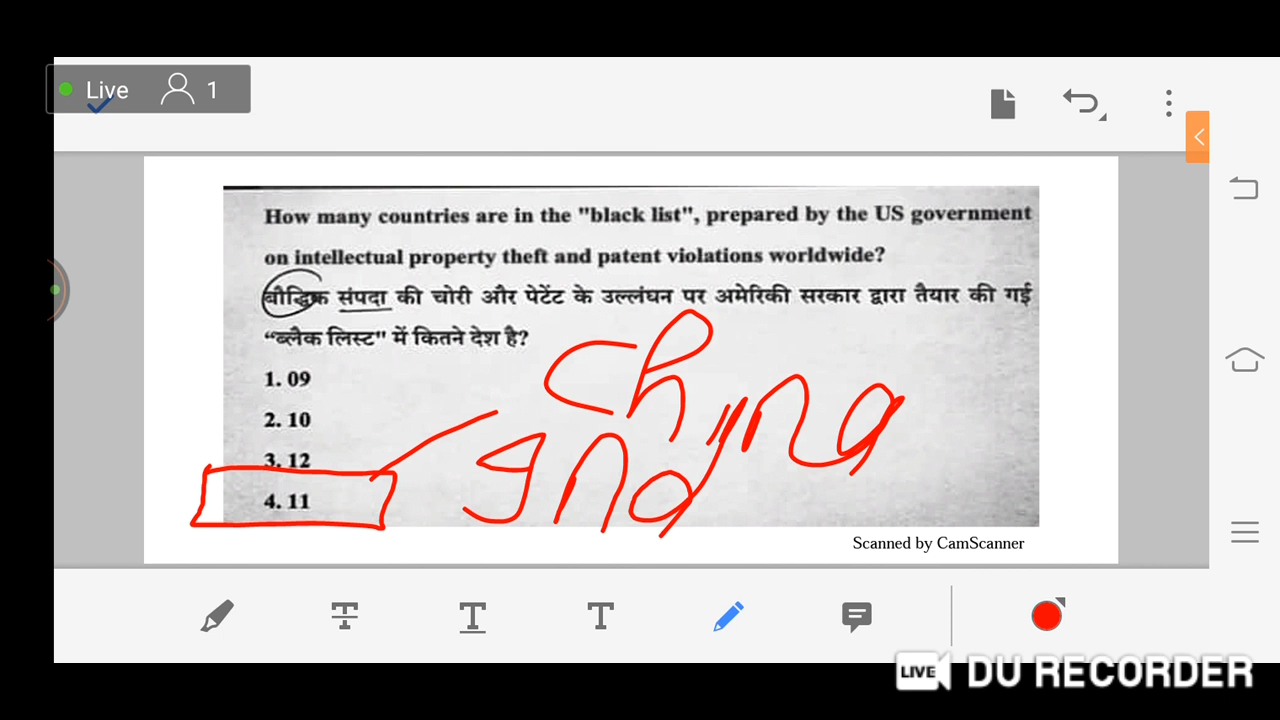 Live 1
How many countries are in the "black list", prepared by the US government
on intellectual property theft and patent violations worldwide?
बौद्धिक संपदा की चोरी और पेटेंट के उल्लंघन पर अमेरिकी सरकार द्वारा तैयार की गई
“ब्लैक लिस्ट" में कितने देश है?
1. 09
2. 10
3. 12
4. 11
China
Scanned by CamScanner
T T T
LIVE DU RECORDER